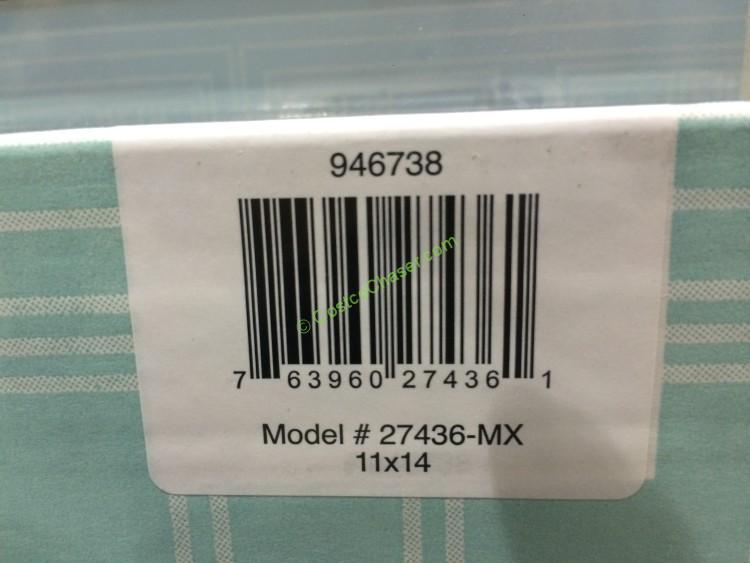 946738
© CostcoChaser.com
7 63960 27436 1
Model # 27436-MX
11x14